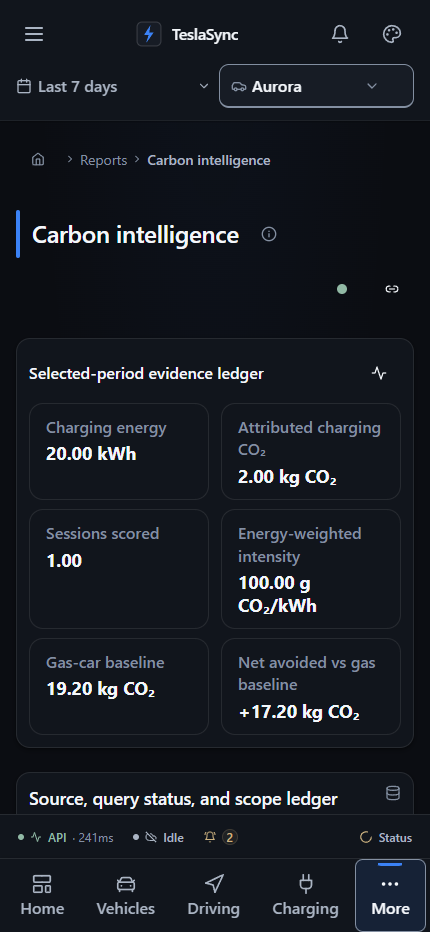 TeslaSync
Last 7 days
Aurora
Reports
Carbon intelligence
Carbon intelligence
Selected-period evidence ledger
Charging energy
20.00 kWh
Attributed charging
CO₂
2.00 kg CO₂
Sessions scored
1.00
Energy-weighted
intensity
100.00 g
CO₂/kWh
Gas-car baseline
19.20 kg CO₂
Net avoided vs gas
baseline
+17.20 kg CO₂
Source, query status, and scope ledger
API · 241ms
Idle
2
Status
Home
Vehicles
Driving
Charging
More